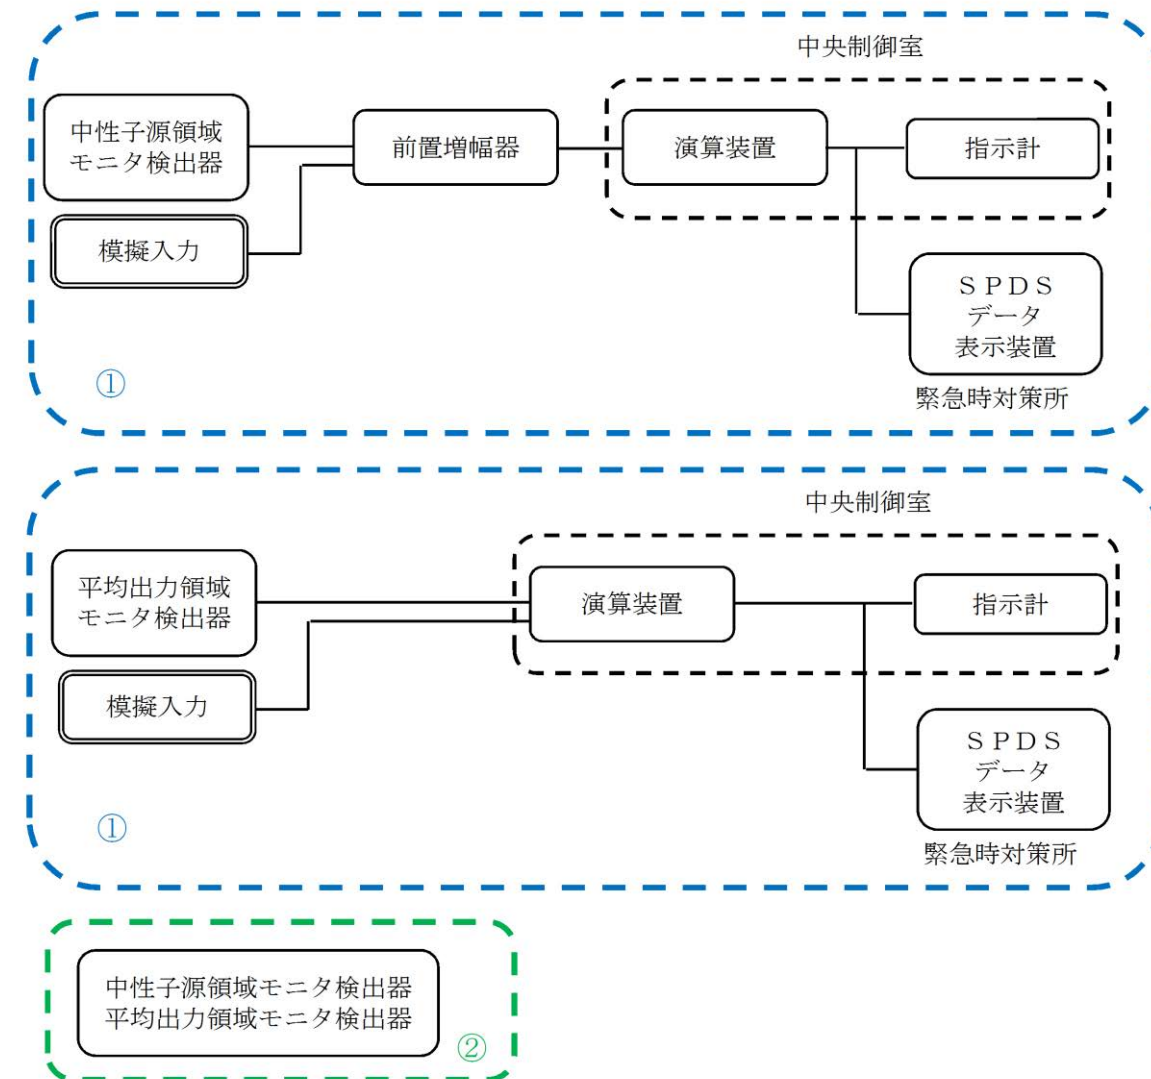 中央制御室
中性子源領域
モニタ検出器
前置増幅器
演算装置
指示計
模擬入力
ＳＰＤＳ
データ
表示装置
緊急時対策所
①
中央制御室
平均出力領域
モニタ検出器
演算装置
指示計
模擬入力
ＳＰＤＳ
データ
表示装置
緊急時対策所
①
中性子源領域モニタ検出器
平均出力領域モニタ検出器
②